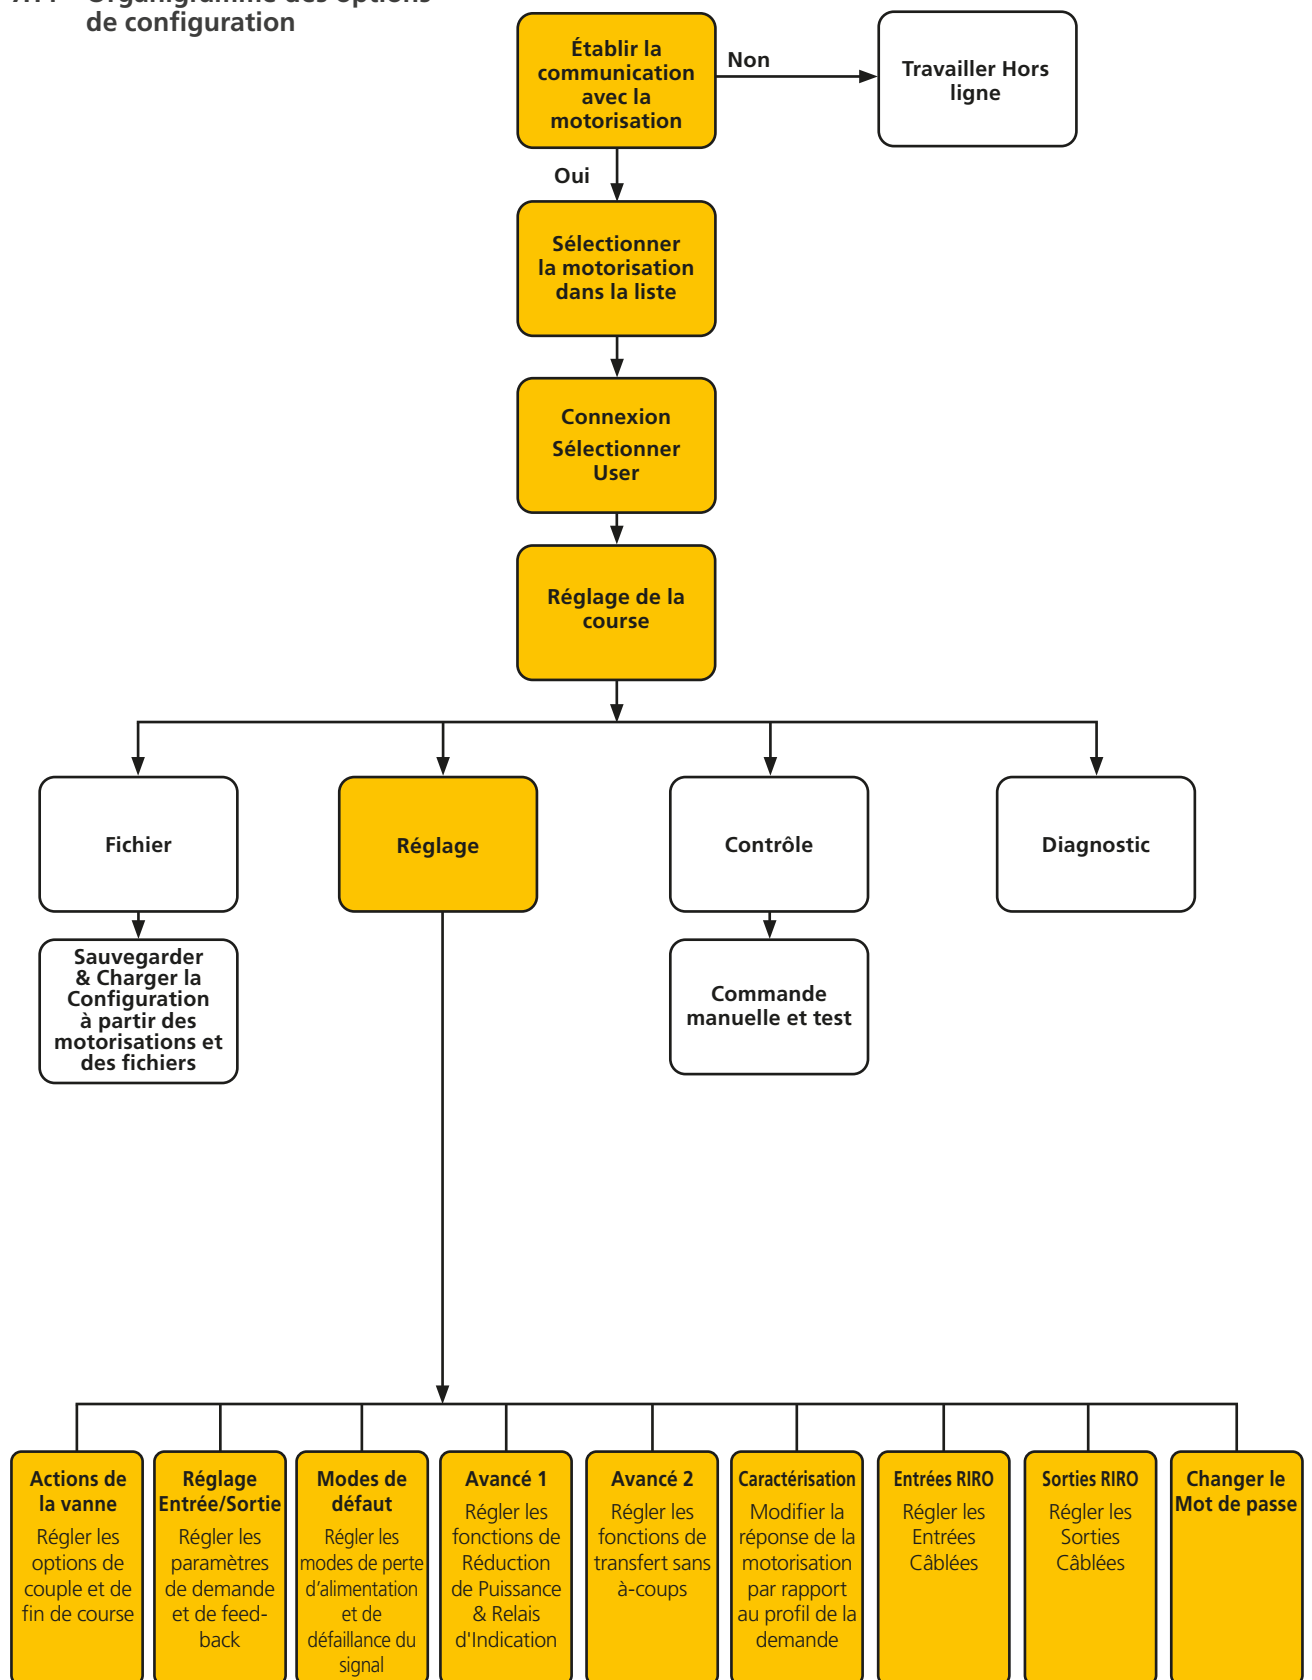 Organigramme des options
de configuration
Établir la
communication
avec la
motorisation
Non
Travailler Hors
ligne
Oui
Sélectionner
la motorisation
dans la liste
Connexion
Sélectionner
User
Réglage de la
course
Fichier
Réglage
Contrôle
Diagnostic
Sauvegarder
& Charger la
Configuration
à partir des
motorisations et
des fichiers
Commande
manuelle et test
Actions de
la vanne
Régler les
options de
couple et de
fin de course
Réglage
Entrée/Sortie
Régler les
paramètres
de demande
et de feed-
back
Modes de
défaut
Régler les
modes de perte
d'alimentation
et de
défaillance du
signal
Avancé 1
Régler les
fonctions de
Réduction
de Puissance
& Relais
d'Indication
Avancé 2
Régler les
fonctions de
transfert sans
à-coups
Caractérisation
Modifier la
réponse de la
motorisation
par rapport
au profil de la
demande
Entrées RIRO
Régler les
Entrées
Câblées
Sorties RIRO
Régler les
Sorties
Câblées
Changer le
Mot de passe